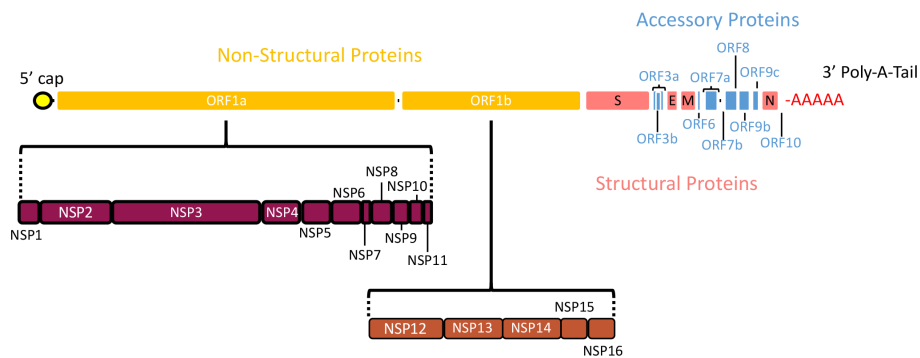 Accessory Proteins
Non-Structural Proteins
ORF8
5’ cap
ORF3a
ORF7a
ORF9c
3’ Poly-A-Tail
ORF1a
ORF1b
S
E
M
N
-AAAAA
ORF3b
ORF6
ORF7b
ORF9b
ORF10
Structural Proteins
NSP8
NSP6
NSP10
NSP1
NSP2
NSP3
NSP4
NSP5
NSP7
NSP9
NSP11
NSP15
NSP12
NSP13
NSP14
NSP16